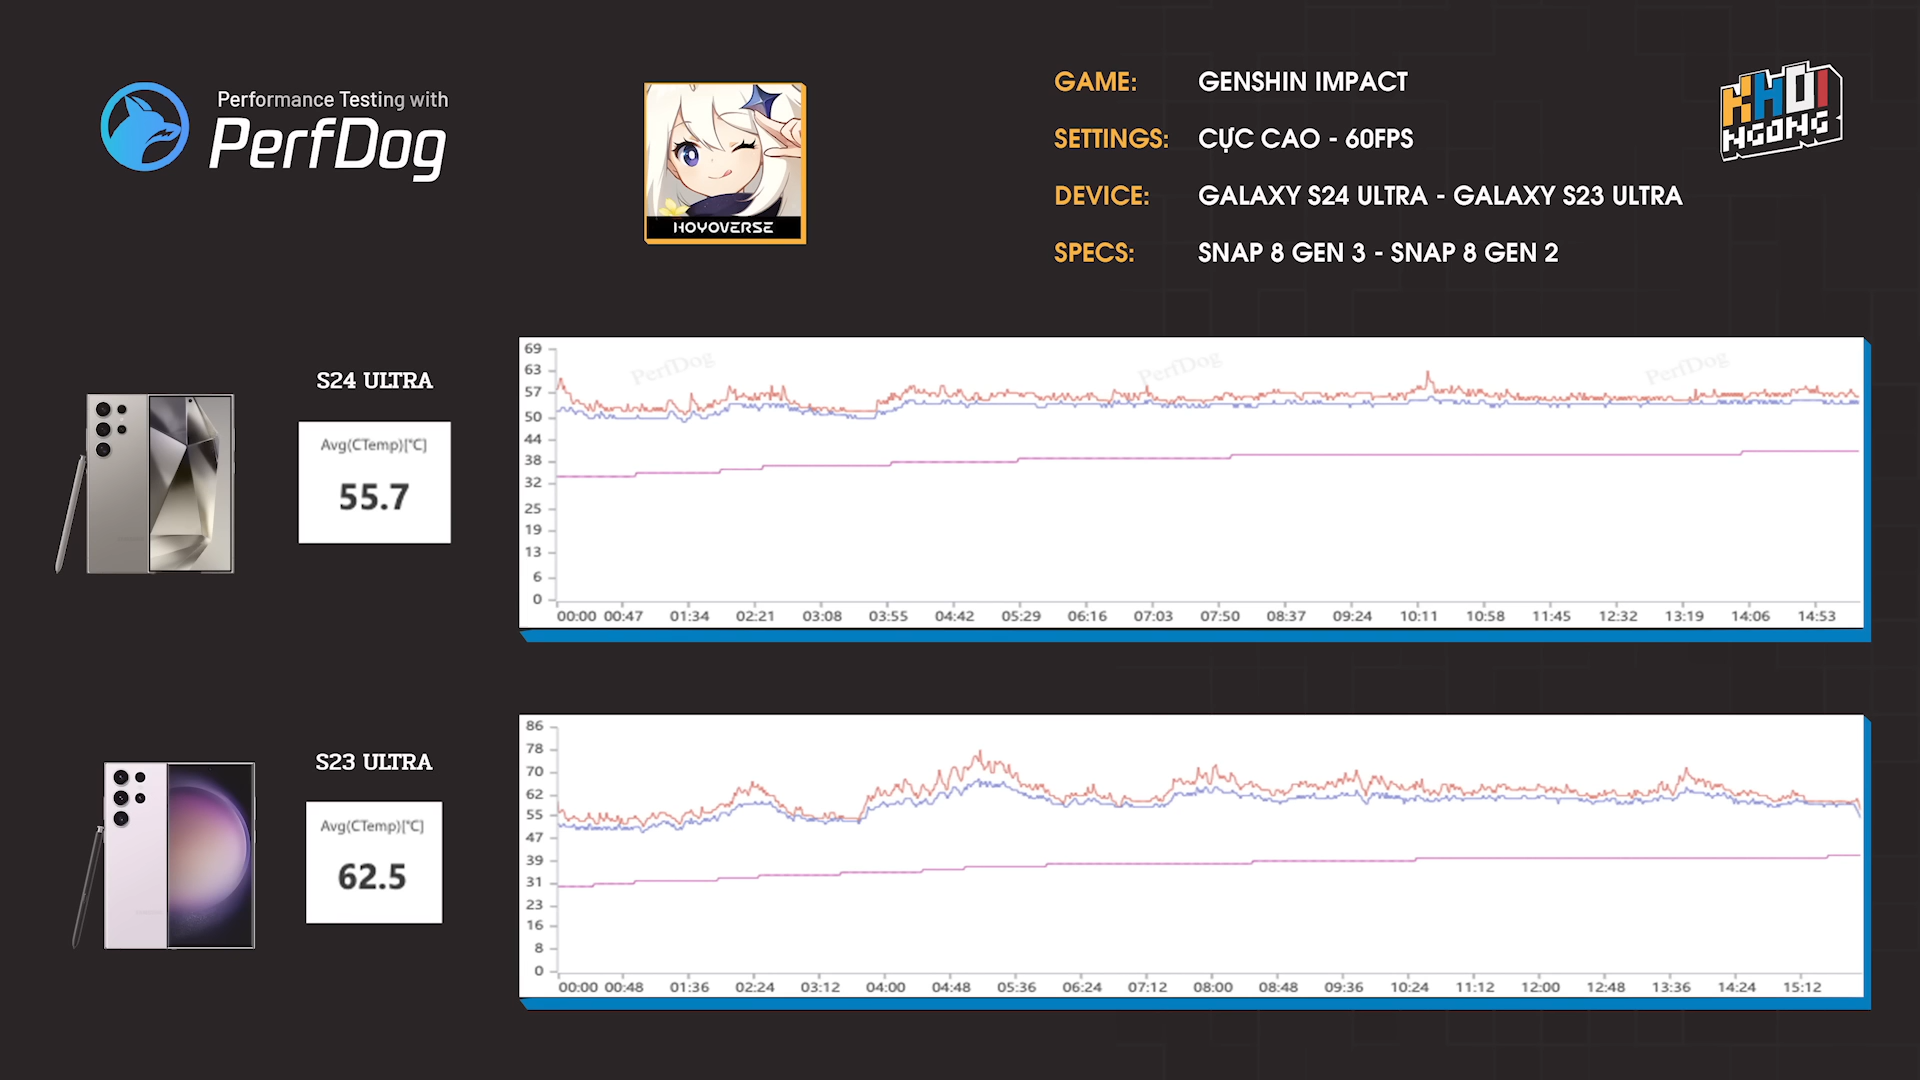 Performance Testing with
PerfDog
HOYOVERSE
GAME: GENSHIN IMPACT
SETTINGS: CỰC CAO - 60FPS
DEVICE: GALAXY S24 ULTRA - GALAXY S23 ULTRA
SPECS: SNAP 8 GEN 3 - SNAP 8 GEN 2
KHOI
NGONG
S24 ULTRA
Avg(CTemp)[°C]
55.7
PerfDog PerfDog PerfDog
69
63
57
50
44
38
32
25
19
13
6
0
00:00 00:47 01:34 02:21 03:08 03:55 04:42 05:29 06:16 07:03 07:50 08:37 09:24 10:11 10:58 11:45 12:32 13:19 14:06 14:53
S23 ULTRA
Avg(CTemp)[°C]
62.5
86
78
70
62
55
47
39
31
23
16
8
0
00:00 00:48 01:36 02:24 03:12 04:00 04:48 05:36 06:24 07:12 08:00 08:48 09:36 10:24 11:12 12:00 12:48 13:36 14:24 15:12